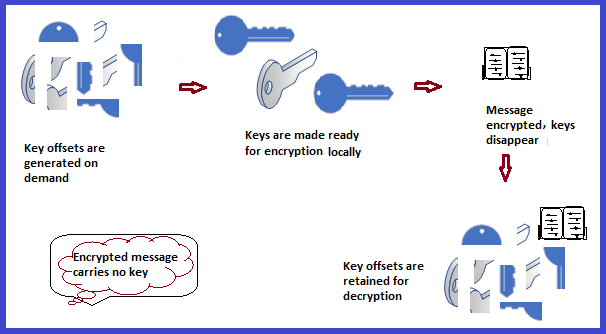 Key offsets are
generated on
demand
Keys are made ready
for encryption locally
Message
encrypted, keys
disappear
Encrypted message
carries no key
Key offsets are
retained for
decryption